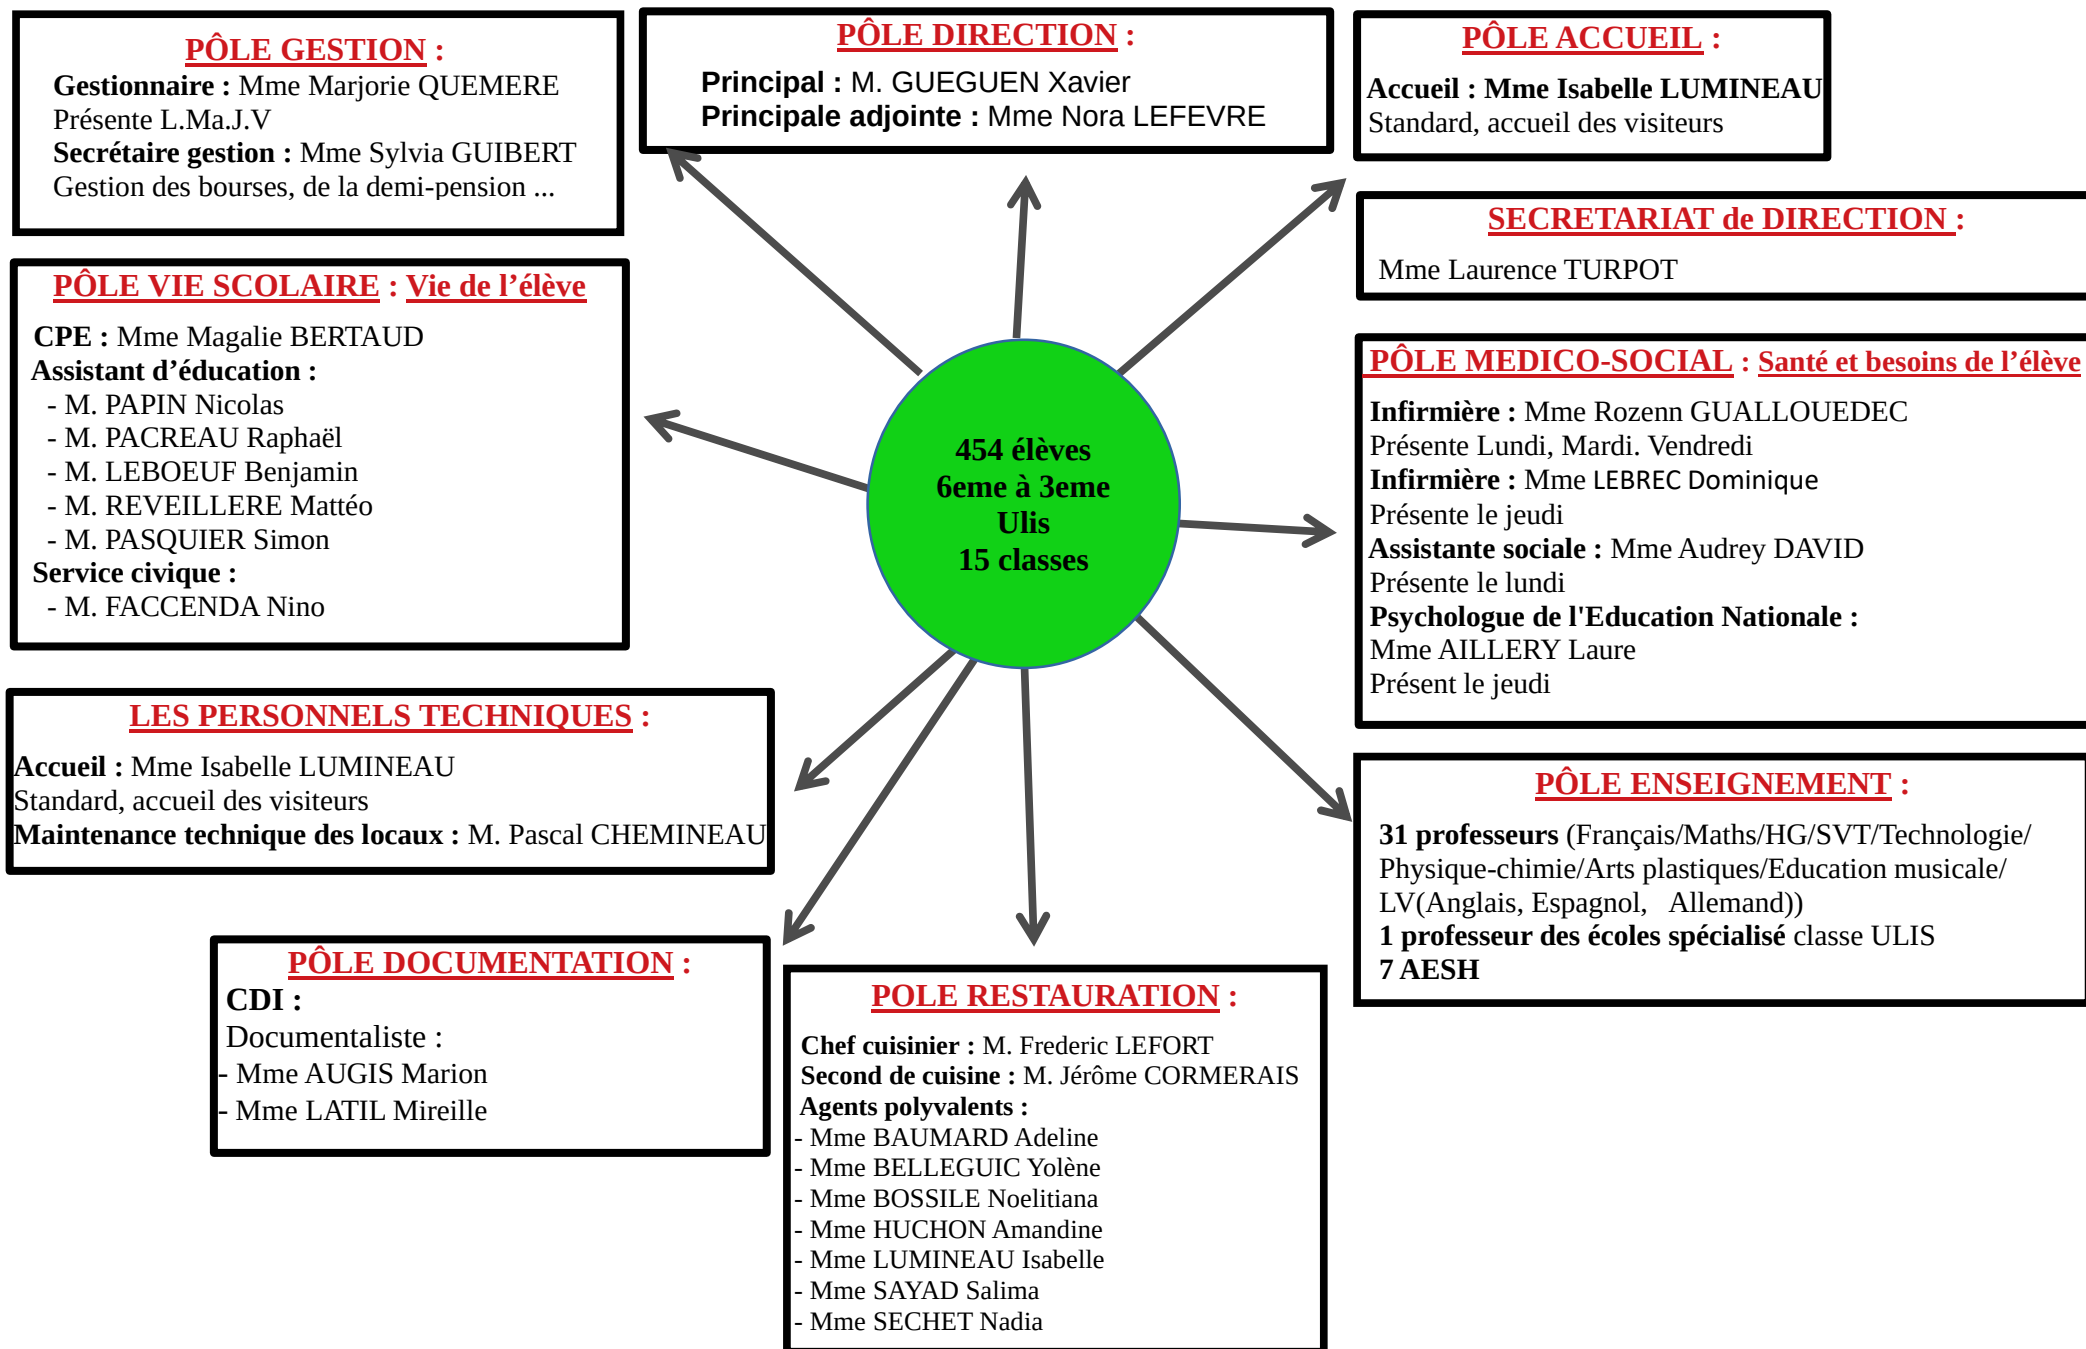 PÔLE GESTION :
Gestionnaire : Mme Marjorie QUEMERE
Présente L.Ma.J.V
Secrétaire gestion : Mme Sylvia GUIBERT
Gestion des bourses, de la demi-pension ...
PÔLE DIRECTION :
Principal : M. GUEGUEN Xavier
Principale adjointe : Mme Nora LEFEVRE
PÔLE ACCUEIL :
Accueil : Mme Isabelle LUMINEAU
Standard, accueil des visiteurs
SECRETARIAT de DIRECTION :
Mme Laurence TURPOT
PÔLE VIE SCOLAIRE : Vie de l’élève
CPE : Mme Magalie BERTAUD
Assistant d’éducation :
- M. PAPIN Nicolas
- M. PACREAU Raphaël
- M. LEBOEUF Benjamin
- M. REVEILLERE Mattéo
- M. PASQUIER Simon
Service civique :
- M. FACCENDA Nino
454 élèves
6eme à 3eme
Ulis
15 classes
PÔLE MEDICO-SOCIAL : Santé et besoins de l’élève
Infirmière : Mme Rozenn GUALLOUEDEC
Présente Lundi, Mardi. Vendredi
Infirmière : Mme LEBREC Dominique
Présente le jeudi
Assistante sociale : Mme Audrey DAVID
Présente le lundi
Psychologue de l'Education Nationale :
Mme AILLERY Laure
Présent le jeudi
LES PERSONNELS TECHNIQUES :
Accueil : Mme Isabelle LUMINEAU
Standard, accueil des visiteurs
Maintenance technique des locaux : M. Pascal CHEMINEAU
PÔLE ENSEIGNEMENT :
31 professeurs (Français/Maths/HG/SVT/Technologie/
Physique-chimie/Arts plastiques/Education musicale/
LV(Anglais, Espagnol, Allemand))
1 professeur des écoles spécialisé classe ULIS
7 AESH
PÔLE DOCUMENTATION :
CDI :
Documentaliste :
- Mme AUGIS Marion
- Mme LATIL Mireille
POLE RESTAURATION :
Chef cuisinier : M. Frederic LEFORT
Second de cuisine : M. Jérôme CORMERAIS
Agents polyvalents :
- Mme BAUMARD Adeline
- Mme BELLEGUIC Yolène
- Mme BOSSILE Noelitiana
- Mme HUCHON Amandine
- Mme LUMINEAU Isabelle
- Mme SAYAD Salima
- Mme SECHET Nadia